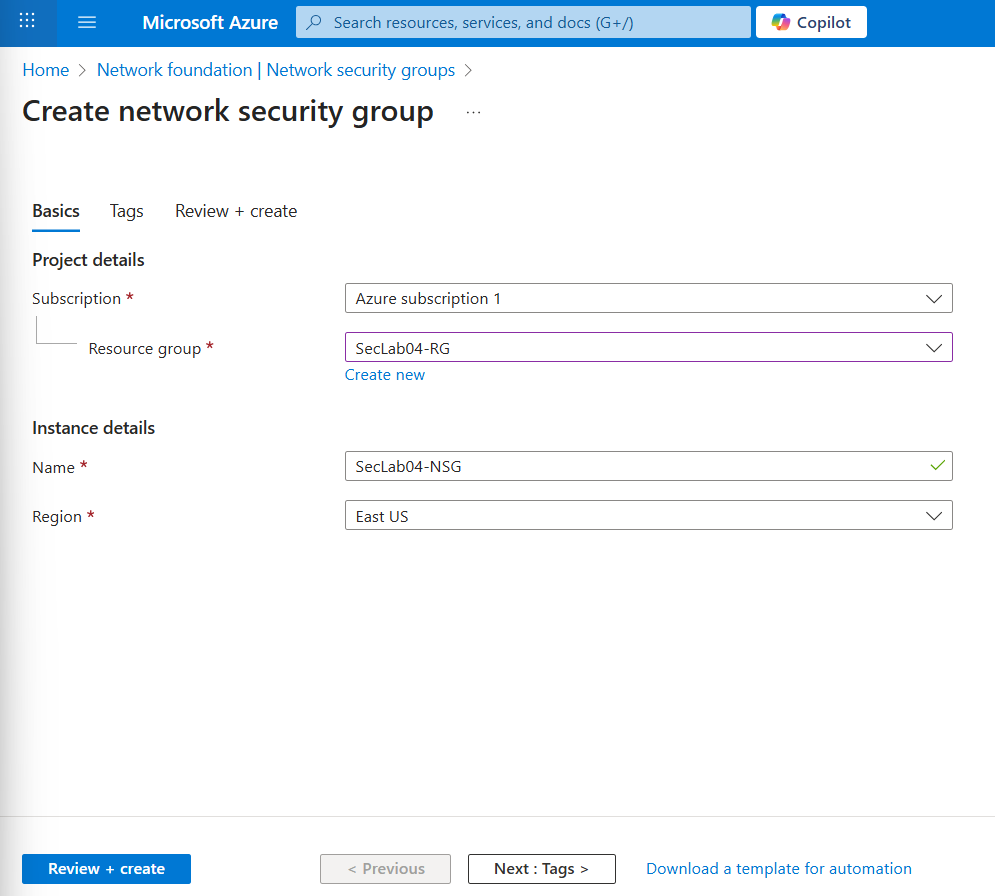 Microsoft Azure
Search resources, services, and docs (G+/)
Copilot
Home > Network foundation | Network security groups >
Create network security group ...
Basics Tags Review + create
Project details
Subscription * Azure subscription 1
Resource group * SecLab04-RG
Create new
Instance details
Name * SecLab04-NSG
Region * East US
Review + create < Previous Next : Tags > Download a template for automation